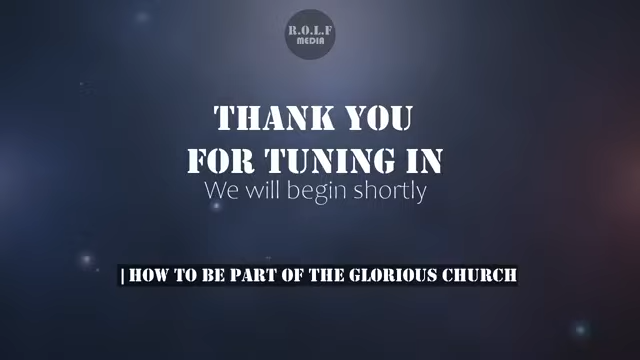 R.O.L.F
MEDIA
THANK YOU
FOR TUNING IN
We will begin shortly
| HOW TO BE PART OF THE GLORIOUS CHURCH